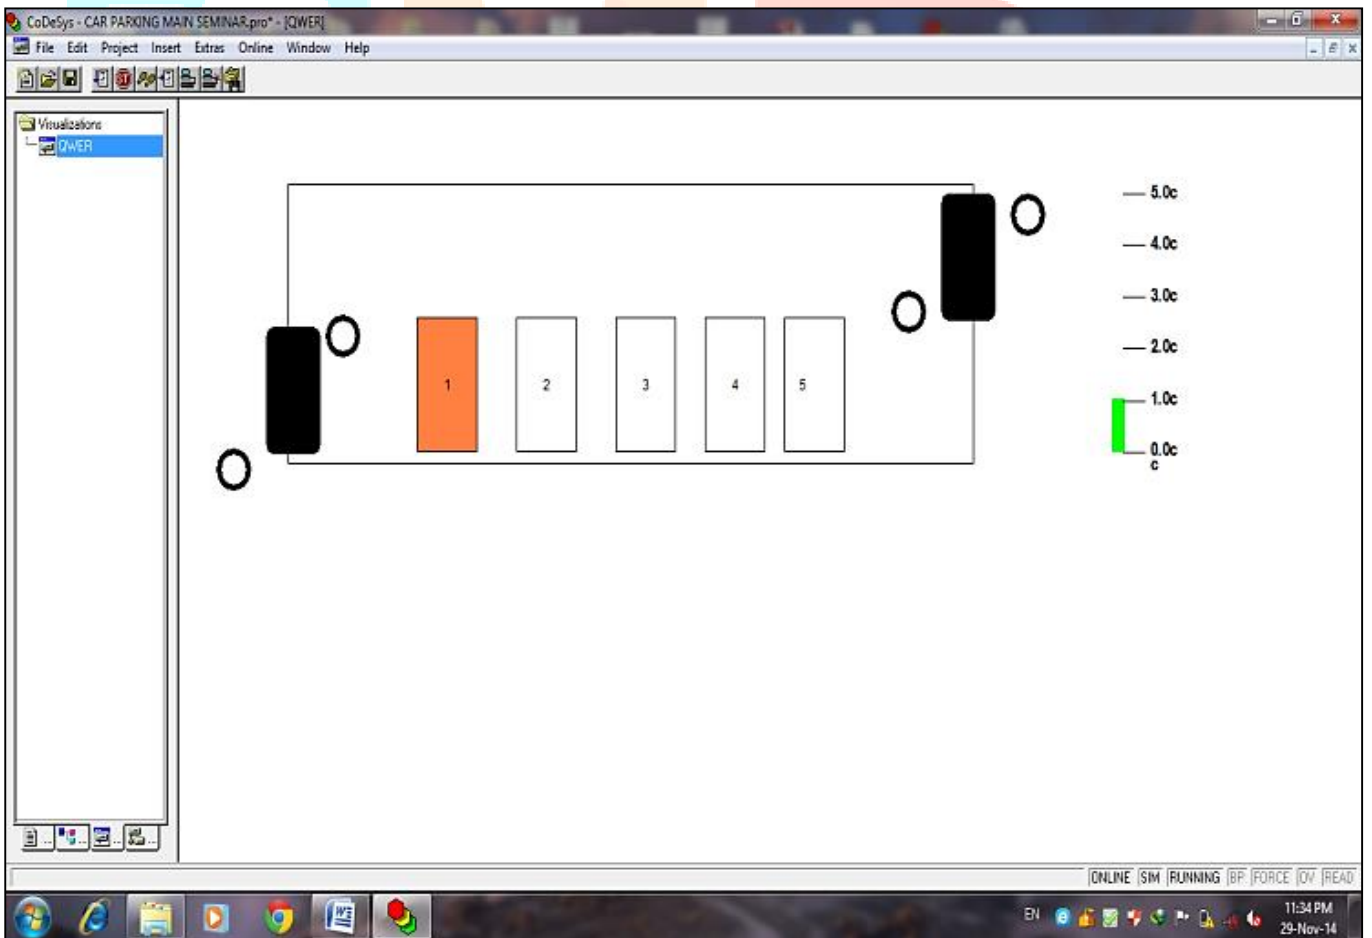 CoDeSys - CAR PARKING MAIN SEMINAR.pro* - [QWER]
File Edit Project Insert Extras Online Window Help
Visualizations
QWER
5.0c
4.0c
3.0c
2.0c
1.0c
0.0c
c
1 2 3 4 5
ONLINE SIM RUNNING BP FORCE OV READ
EN 11:34 PM
29-Nov-14